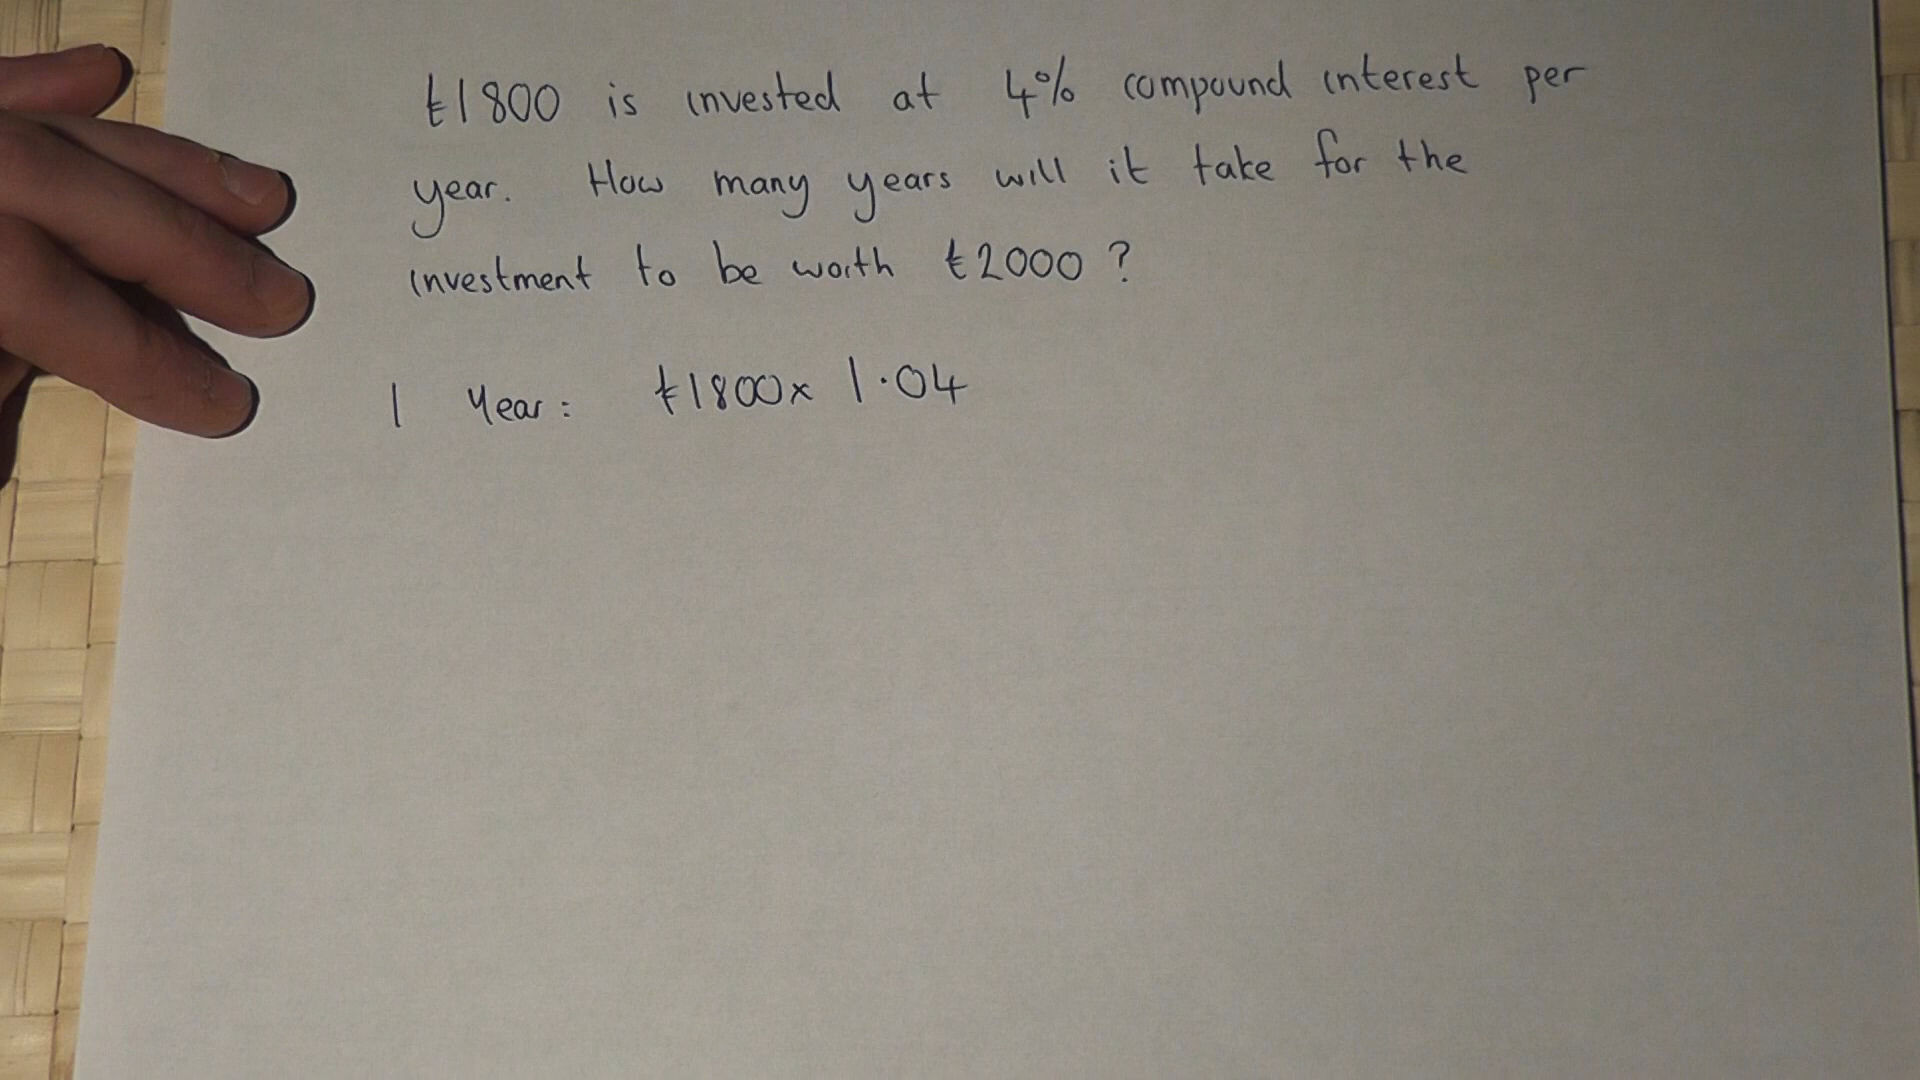 £1800 is invested at 4% compound interest per
year. How many years will it take for the
investment to be worth £2000?
1 Year: £1800x 1·04